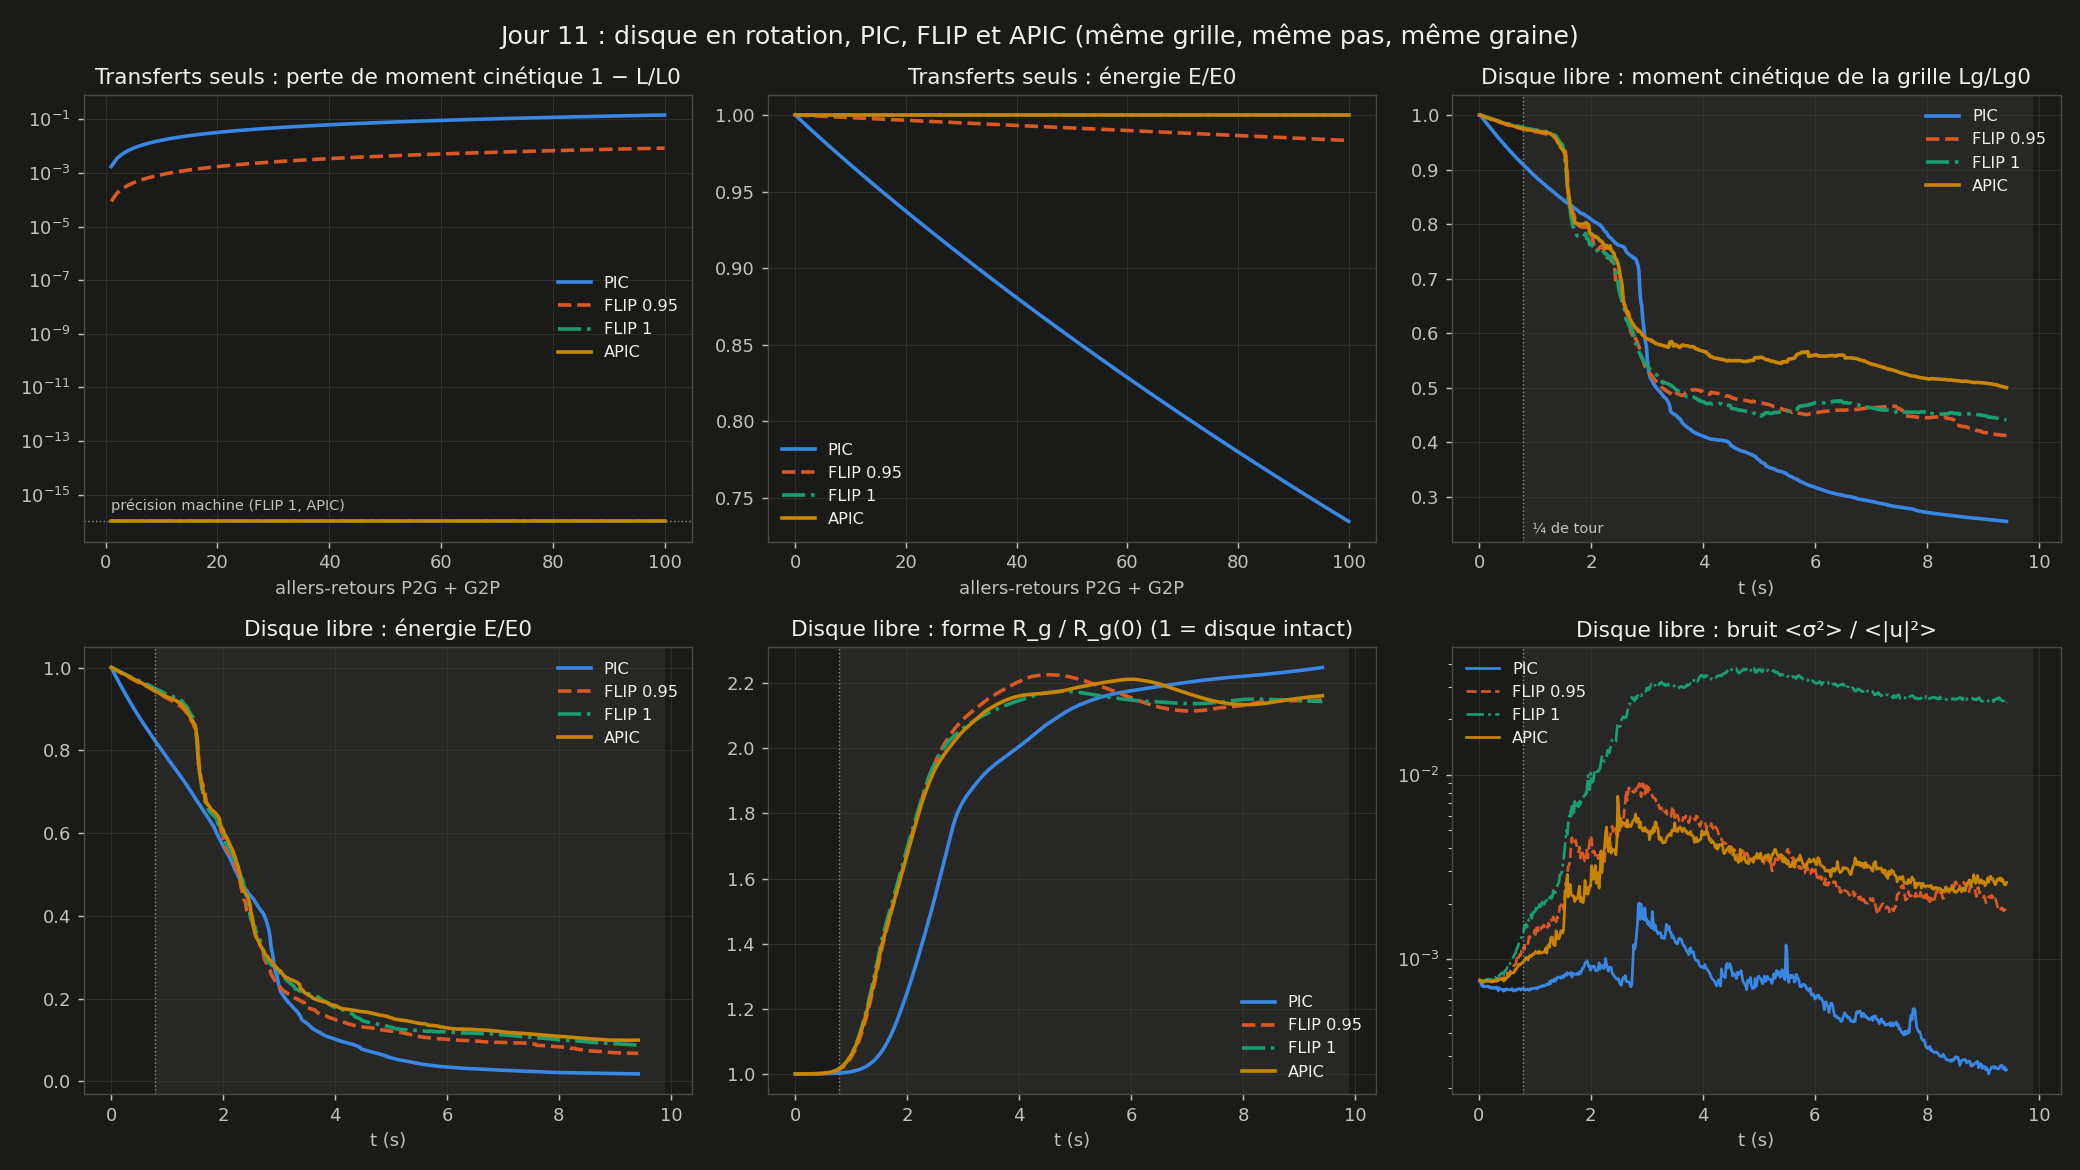 Jour 11 : disque en rotation, PIC, FLIP et APIC (même grille, même pas, même graine)
Transferts seuls : perte de moment cinétique 1 − L/L0
10⁻¹
10⁻³
10⁻⁵
10⁻⁷
10⁻⁹
10⁻¹¹
10⁻¹³
10⁻¹⁵
PIC
FLIP 0.95
FLIP 1
APIC
précision machine (FLIP 1, APIC)
0 20 40 60 80 100
allers-retours P2G + G2P
Transferts seuls : énergie E/E0
1.00
0.95
0.90
0.85
0.80
0.75
PIC
FLIP 0.95
FLIP 1
APIC
0 20 40 60 80 100
allers-retours P2G + G2P
Disque libre : moment cinétique de la grille Lg/Lg0
1.0
0.9
0.8
0.7
0.6
0.5
0.4
0.3
PIC
FLIP 0.95
FLIP 1
APIC
¼ de tour
0 2 4 6 8 10
t (s)
Disque libre : énergie E/E0
1.0
0.8
0.6
0.4
0.2
0.0
PIC
FLIP 0.95
FLIP 1
APIC
0 2 4 6 8 10
t (s)
Disque libre : forme R_g / R_g(0) (1 = disque intact)
2.2
2.0
1.8
1.6
1.4
1.2
1.0
PIC
FLIP 0.95
FLIP 1
APIC
0 2 4 6 8 10
t (s)
Disque libre : bruit <σ²> / <|u|²>
10⁻²
10⁻³
PIC
FLIP 0.95
FLIP 1
APIC
0 2 4 6 8 10
t (s)